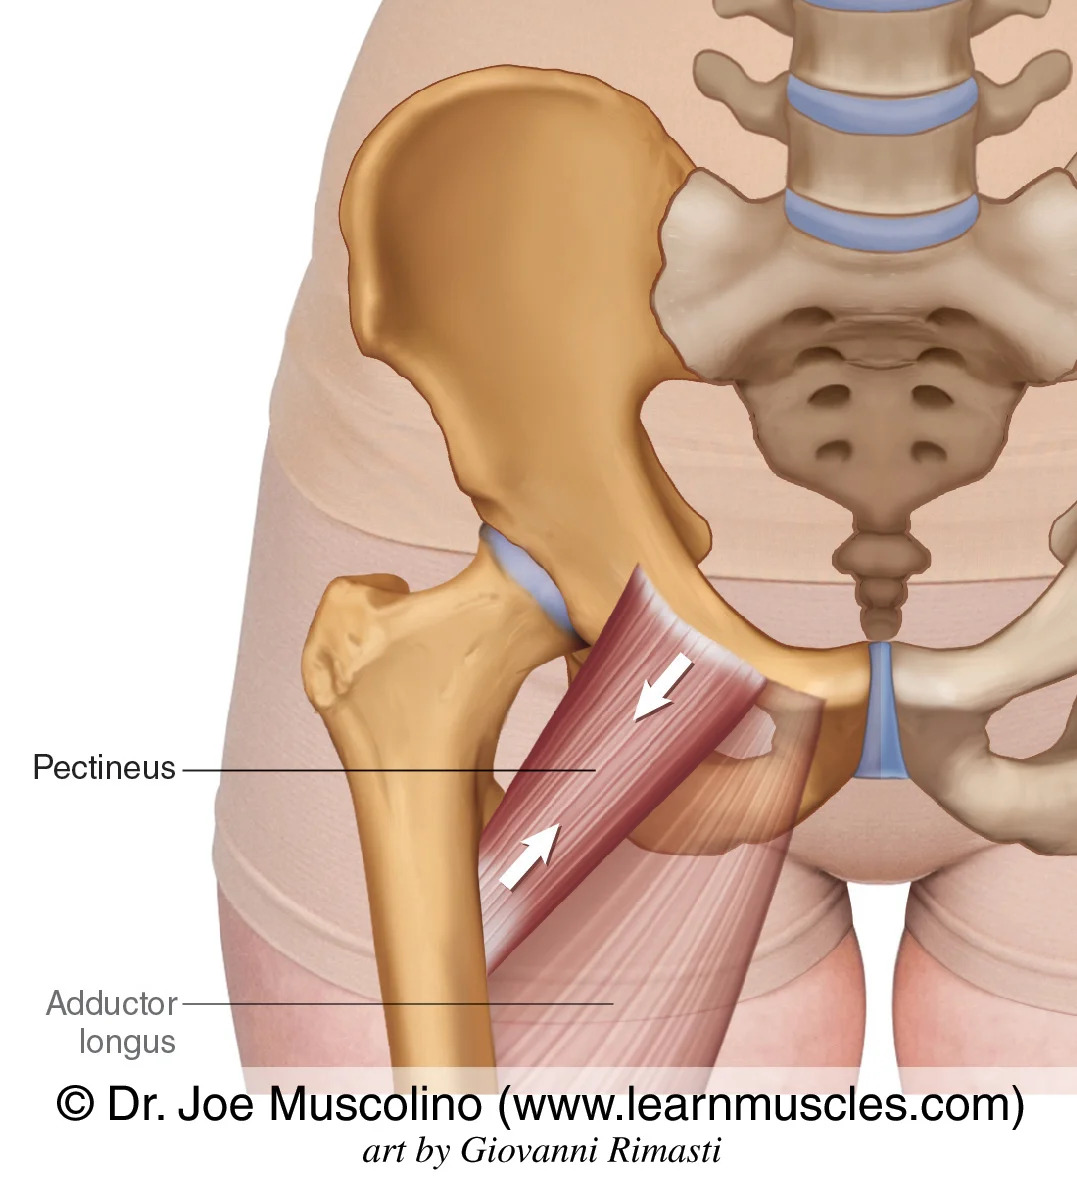 Pectineus
Adductor
longus
© Dr. Joe Muscolino (www.learnmuscles.com)
art by Giovanni Rimasti